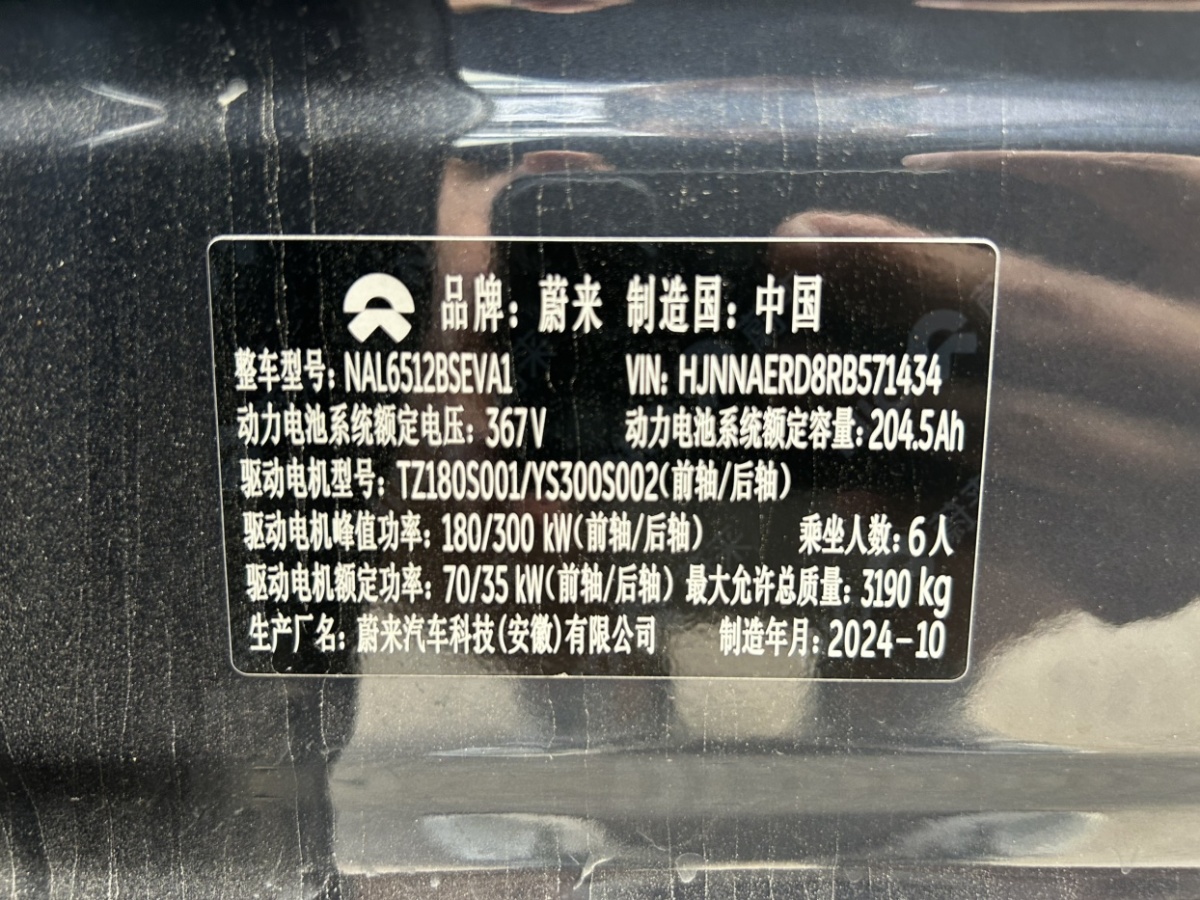 品牌：蔚来 制造国：中国
整车型号：NAL6512BSEVA1 VIN：HJNNAERD8RB571434
动力电池系统额定电压：367V 动力电池系统额定容量：204.5Ah
驱动电机型号：TZ180S001/YS300S002(前轴/后轴)
驱动电机峰值功率：180/300 kW(前轴/后轴) 乘坐人数：6人
驱动电机额定功率：70/35 kW(前轴/后轴) 最大允许总质量：3190 kg
生产厂名：蔚来汽车科技(安徽)有限公司 制造年月：2024-10